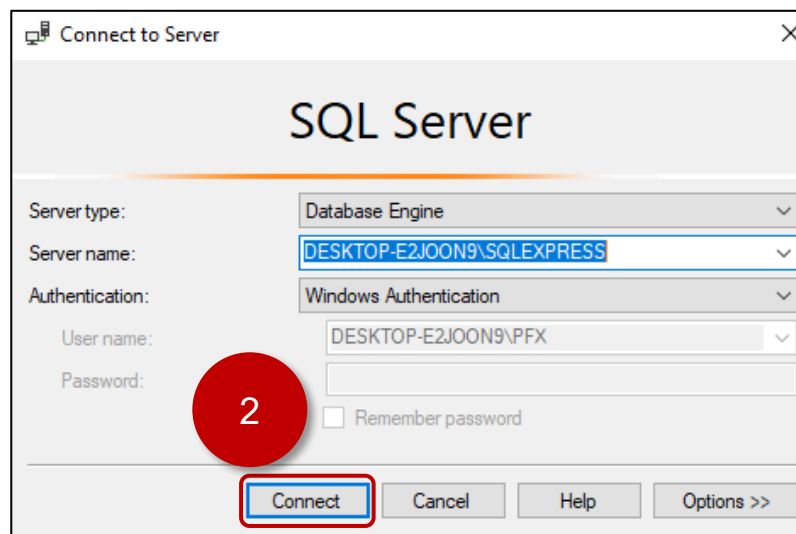 Connect to Server
SQL Server
Server type: Database Engine
Server name: DESKTOP-E2JOON9\SQLEXPRESS
Authentication: Windows Authentication
User name: DESKTOP-E2JOON9\PFX
Password:
2
Remember password
Connect Cancel Help Options >>